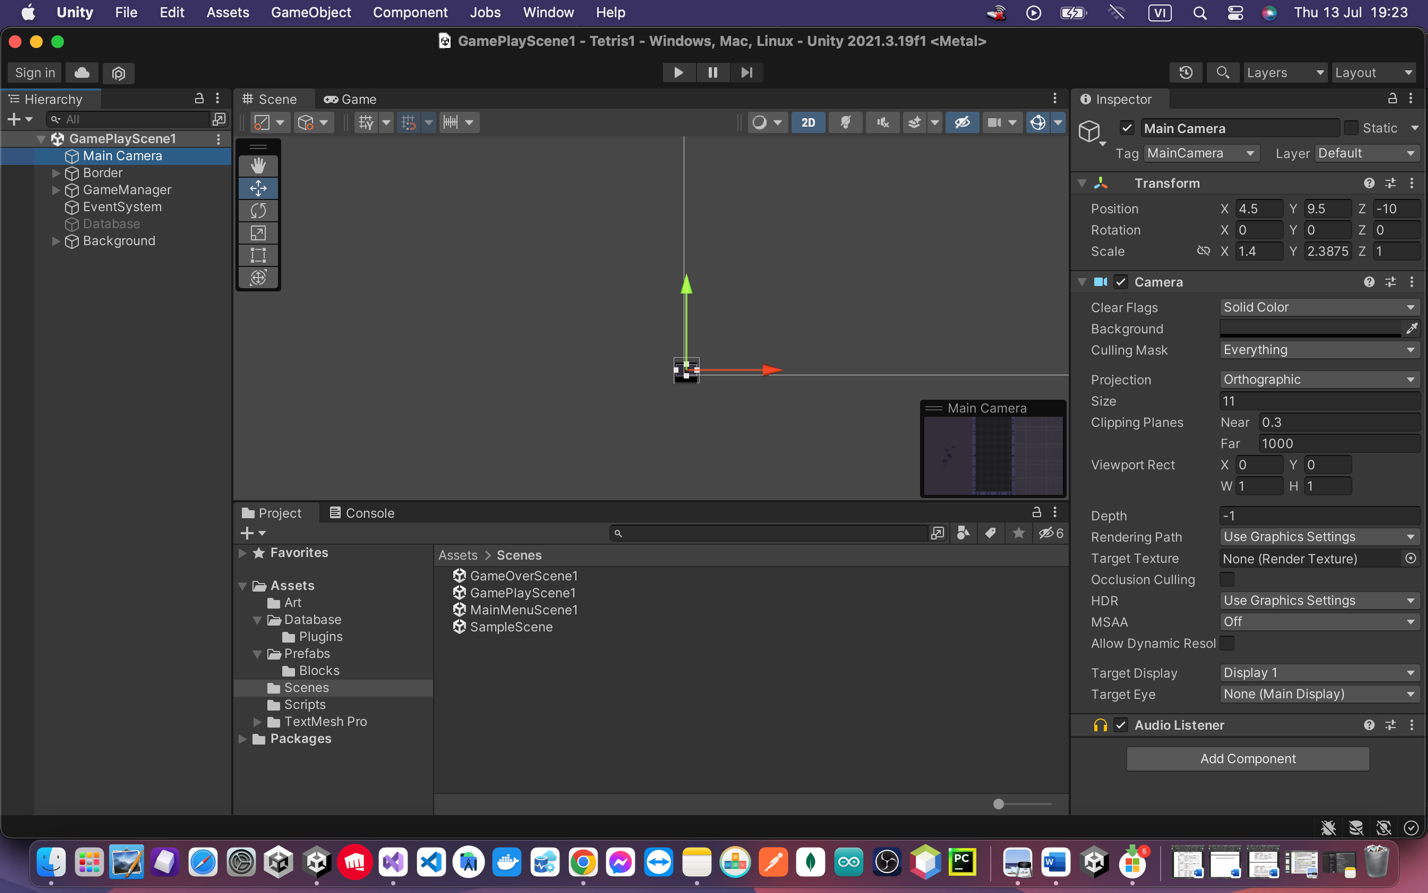 Unity File Edit Assets GameObject Component Jobs Window Help VI Thu 13 Jul 19:23
GamePlayScene1 - Tetris1 - Windows, Mac, Linux - Unity 2021.3.19f1 <Metal>
Sign in Layers Layout
Hierarchy
All
GamePlayScene1
Main Camera
Border
GameManager
EventSystem
Database
Background
Scene Game
2D
Main Camera
Project Console
6
Favorites
Assets
Art
Database
Plugins
Prefabs
Blocks
Scenes
Scripts
TextMesh Pro
Packages
Assets > Scenes
GameOverScene1
GamePlayScene1
MainMenuScene1
SampleScene
Inspector
Main Camera Static
Tag MainCamera Layer Default
Transform
Position X 4.5 Y 9.5 Z -10
Rotation X 0 Y 0 Z 0
Scale X 1.4 Y 2.3875 Z 1
Camera
Clear Flags Solid Color
Background
Culling Mask Everything
Projection Orthographic
Size 11
Clipping Planes Near 0.3
Far 1000
Viewport Rect X 0 Y 0
W 1 H 1
Depth -1
Rendering Path Use Graphics Settings
Target Texture None (Render Texture)
Occlusion Culling
HDR Use Graphics Settings
MSAA Off
Allow Dynamic Resol
Target Display Display 1
Target Eye None (Main Display)
Audio Listener
Add Component
PC
W
5